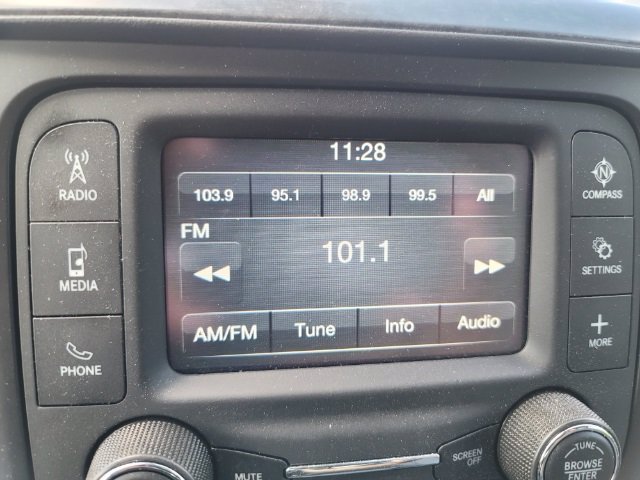 11:28
103.9 95.1 98.9 99.5 All
FM
101.1
AM/FM Tune Info Audio
RADIO
MEDIA
PHONE
N
COMPASS
SETTINGS
MORE
MUTE
SCREEN
OFF
TUNE
BROWSE
ENTER